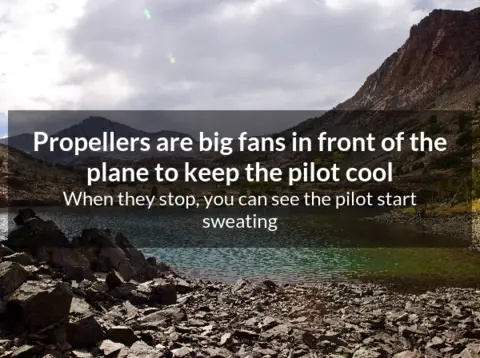 Propellers are big fans in front of the
plane to keep the pilot cool
When they stop, you can see the pilot start
sweating